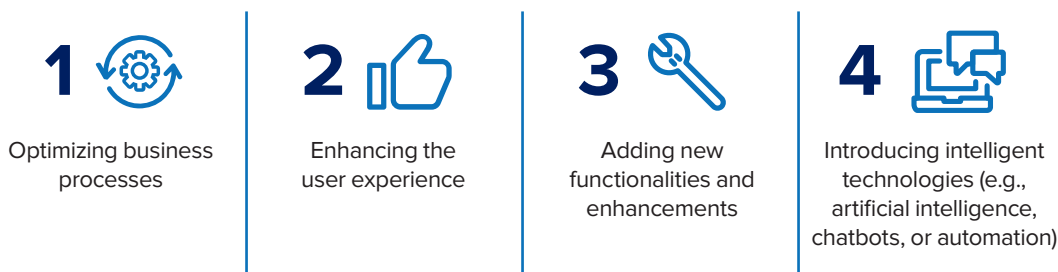 1
Optimizing business
processes
2
Enhancing the
user experience
3
Adding new
functionalities and
enhancements
4
Introducing intelligent
technologies (e.g.,
artificial intelligence,
chatbots, or automation)